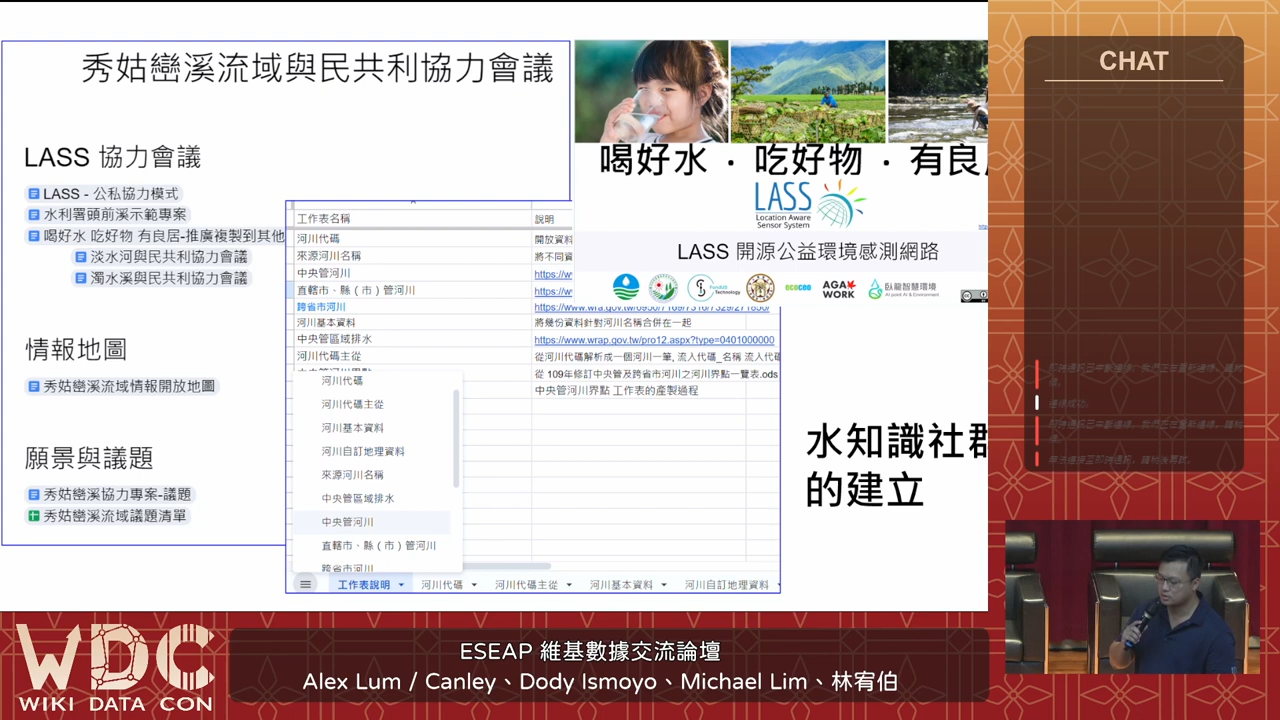 秀姑巒溪流域與民共利協力會議
LASS 協力會議
LASS - 公私協力模式
水利署頭前溪示範專案
喝好水 吃好物 有良居-推廣複製到其他
淡水河與民共利協力會議
濁水溪與民共利協力會議
情報地圖
秀姑巒溪流域情報開放地圖
願景與議題
秀姑巒溪協力專案-議題
秀姑巒溪流域議題清單
工作表名稱
說明
河川代碼
開放資料
來源河川名稱
將不同資
中央管河川
https://w
直轄市、縣（市）管河川
https://w
跨省市河川
https://www.wra.gov.tw/6950/7169/7316/7329/271850/
河川基本資料
將幾份資料針對河川名稱合併在一起
中央管區域排水
https://www.wrap.gov.tw/pro12.aspx?type=0401000000
河川代碼主從
從河川代碼解析成一個河川一筆, 流入代碼_名稱 流入代碼
從 109年修訂中央管及跨省市河川之河川界點一覽表.ods
中央管河川界點 工作表的產製過程
河川代碼
河川代碼主從
河川基本資料
河川自訂地理資料
來源河川名稱
中央管區域排水
中央管河川
直轄市、縣（市）管河川
跨省市河川
工作表說明
河川代碼
河川代碼主從
河川基本資料
河川自訂地理資料
喝好水 · 吃好物 · 有良
LASS
Location Aware
Sensor System
LASS 開源公益環境感測網路
AGA
WORK
臥龍智慧環境
水知識社群
的建立
CHAT
WDC
WIKI DATA CON
ESEAP 維基數據交流論壇
Alex Lum / Canley、Dody Ismoyo、Michael Lim、林宥伯